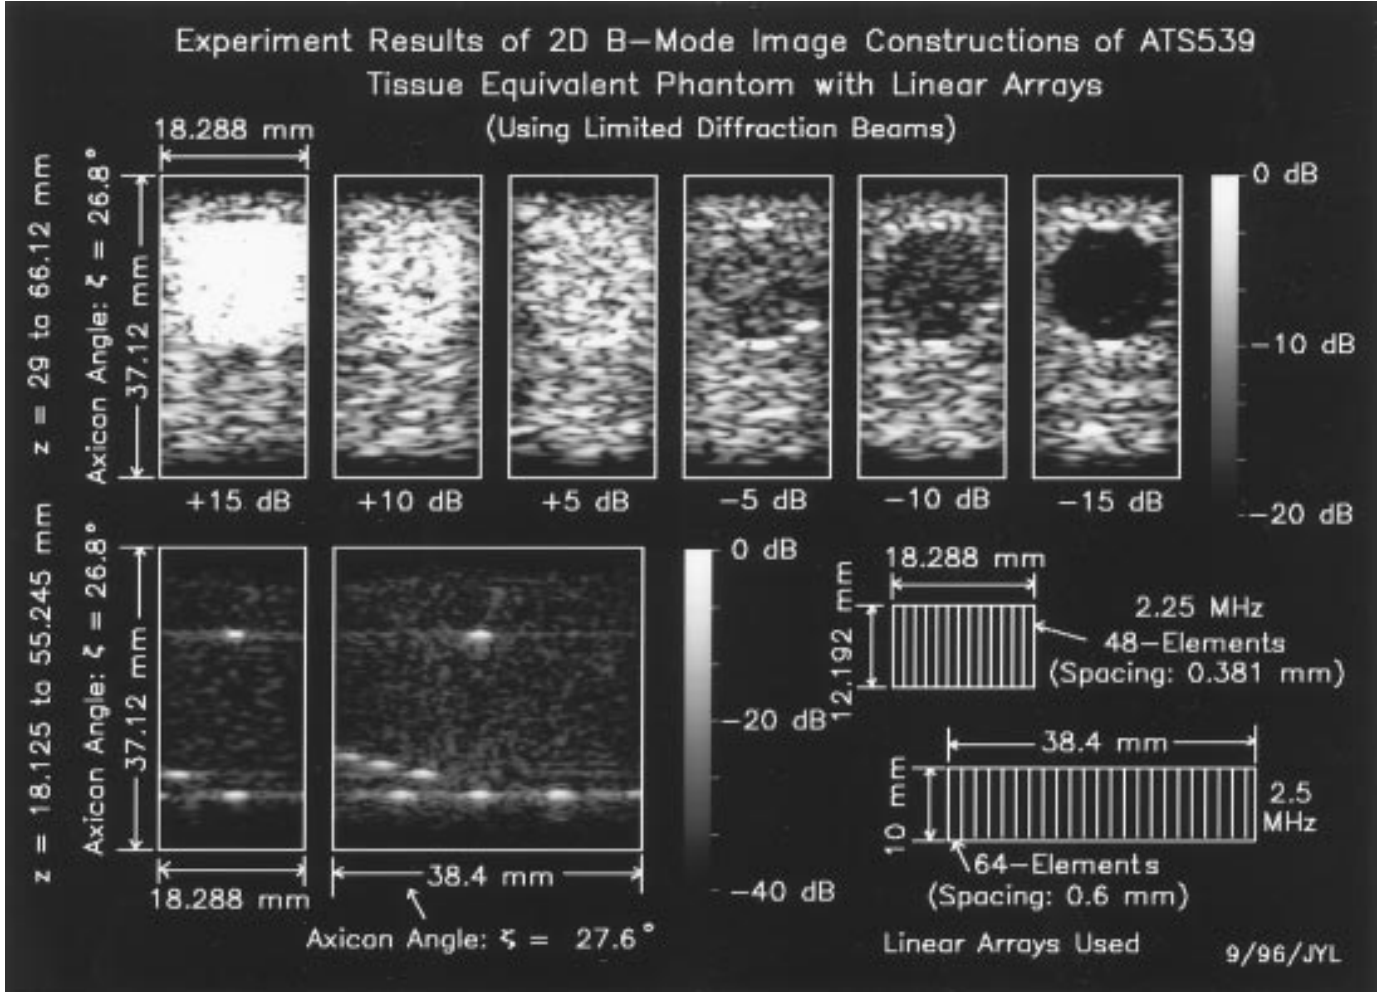 Experiment Results of 2D B-Mode Image Constructions of ATS539
Tissue Equivalent Phantom with Linear Arrays
(Using Limited Diffraction Beams)
18.288 mm
z = 29 to 66.12 mm
Axicon Angle: ζ = 26.8°
37.12 mm
0 dB
-10 dB
-20 dB
+15 dB
+10 dB
+5 dB
-5 dB
-10 dB
-15 dB
z = 18.125 to 55.245 mm
Axicon Angle: ζ = 26.8°
37.12 mm
0 dB
-20 dB
-40 dB
18.288 mm
38.4 mm
Axicon Angle: ζ = 27.6°
18.288 mm
12.192 mm
2.25 MHz
48-Elements
(Spacing: 0.381 mm)
38.4 mm
10 mm
2.5
MHz
64-Elements
(Spacing: 0.6 mm)
Linear Arrays Used
9/96/JYL